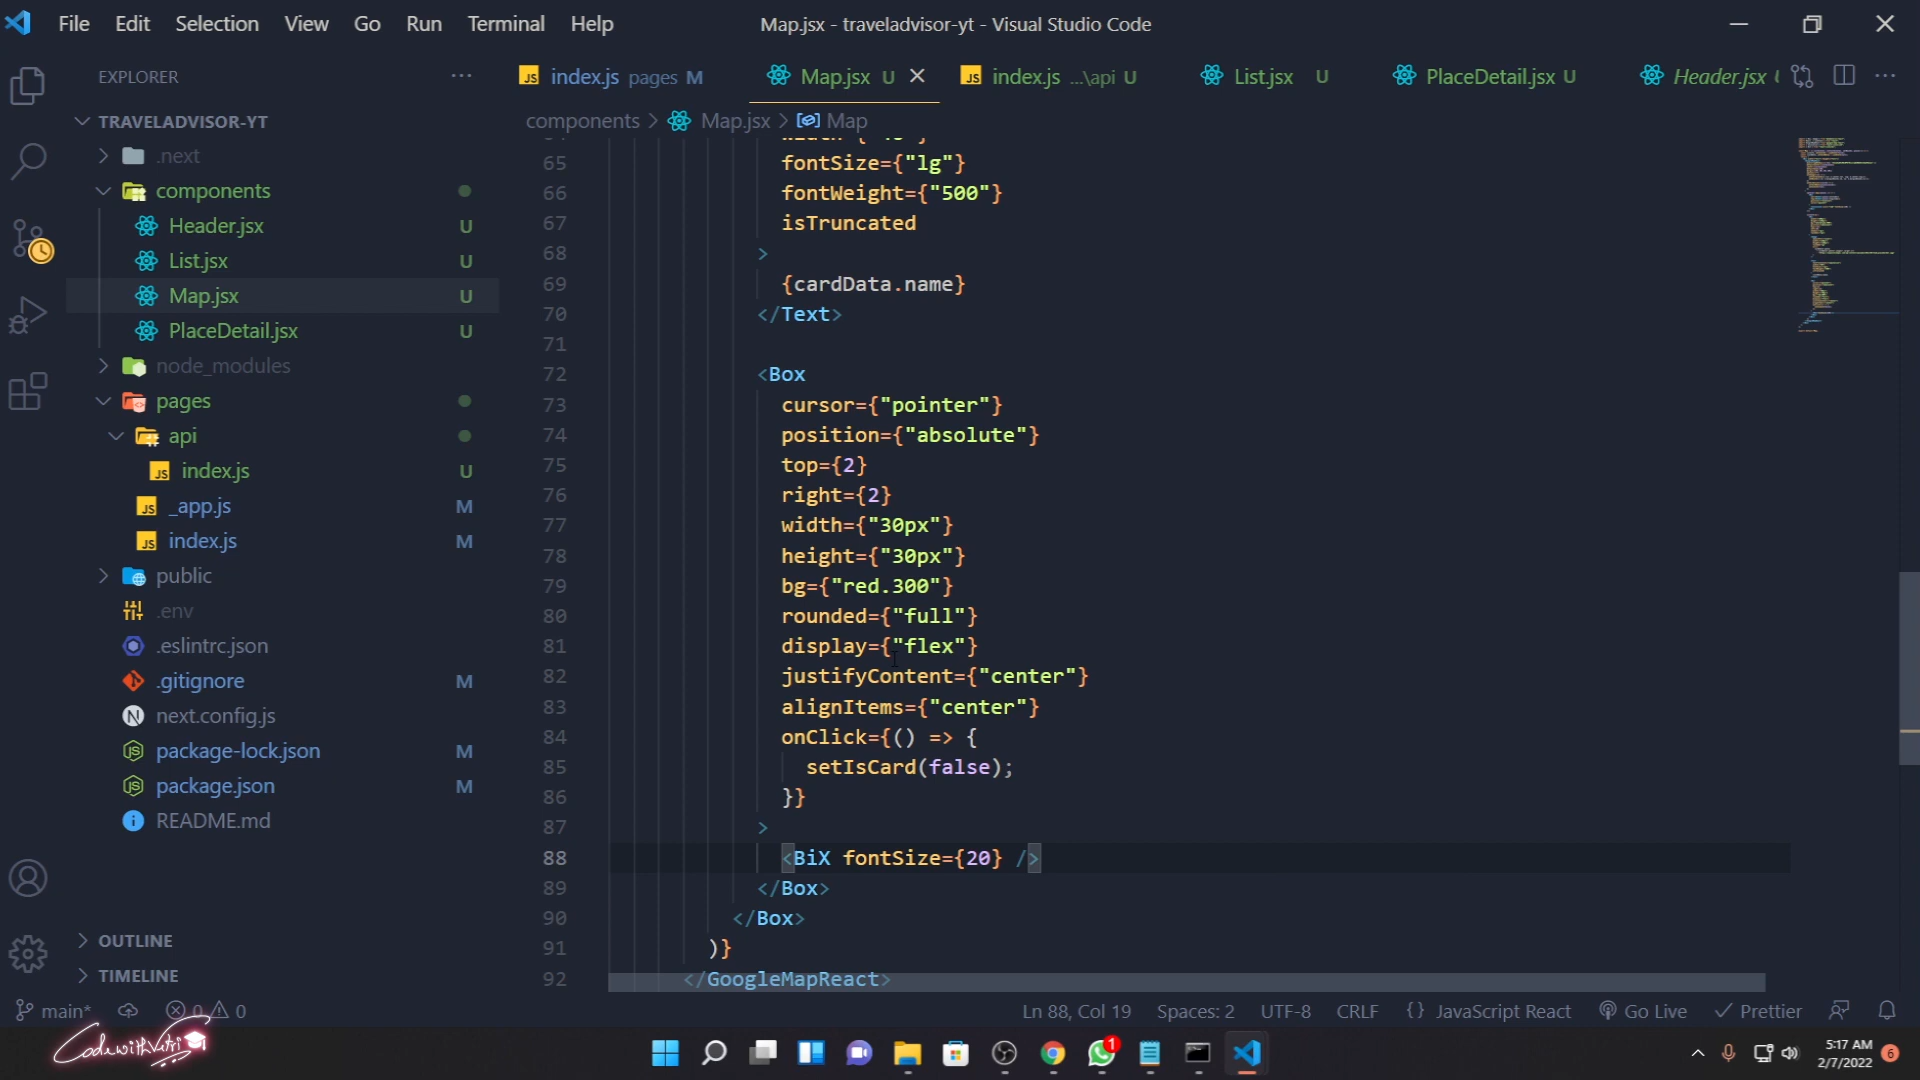 File Edit Selection View Go Run Terminal Help
Map.jsx - traveladvisor-yt - Visual Studio Code
EXPLORER
index.js pages M
Map.jsx U
index.js ...\api U
List.jsx U
PlaceDetail.jsx U
Header.jsx
components > Map.jsx > Map
TRAVELADVISOR-YT
.next
components
Header.jsx U
List.jsx U
Map.jsx U
PlaceDetail.jsx U
node_modules
pages
api
index.js U
_app.js M
index.js M
public
.env
.eslintrc.json
.gitignore M
next.config.js
package-lock.json M
package.json M
README.md
OUTLINE
TIMELINE
65 fontSize={"lg"}
66 fontWeight={"500"}
67 isTruncated
68 >
69 {cardData.name}
70 </Text>
71
72 <Box
73 cursor={"pointer"}
74 position={"absolute"}
75 top={2}
76 right={2}
77 width={"30px"}
78 height={"30px"}
79 bg={"red.300"}
80 rounded={"full"}
81 display={"flex"}
82 justifyContent={"center"}
83 alignItems={"center"}
84 onClick={() => {
85 setIsCard(false);
86 }}
87 >
88 <BiX fontSize={20} />
89 </Box>
90 </Box>
91 )}
92 </GoogleMapReact>
main* 0 0
Ln 88, Col 19 Spaces: 2 UTF-8 CRLF {} JavaScript React Go Live Prettier
CodewithVetri
1
5:17 AM
2/7/2022
6